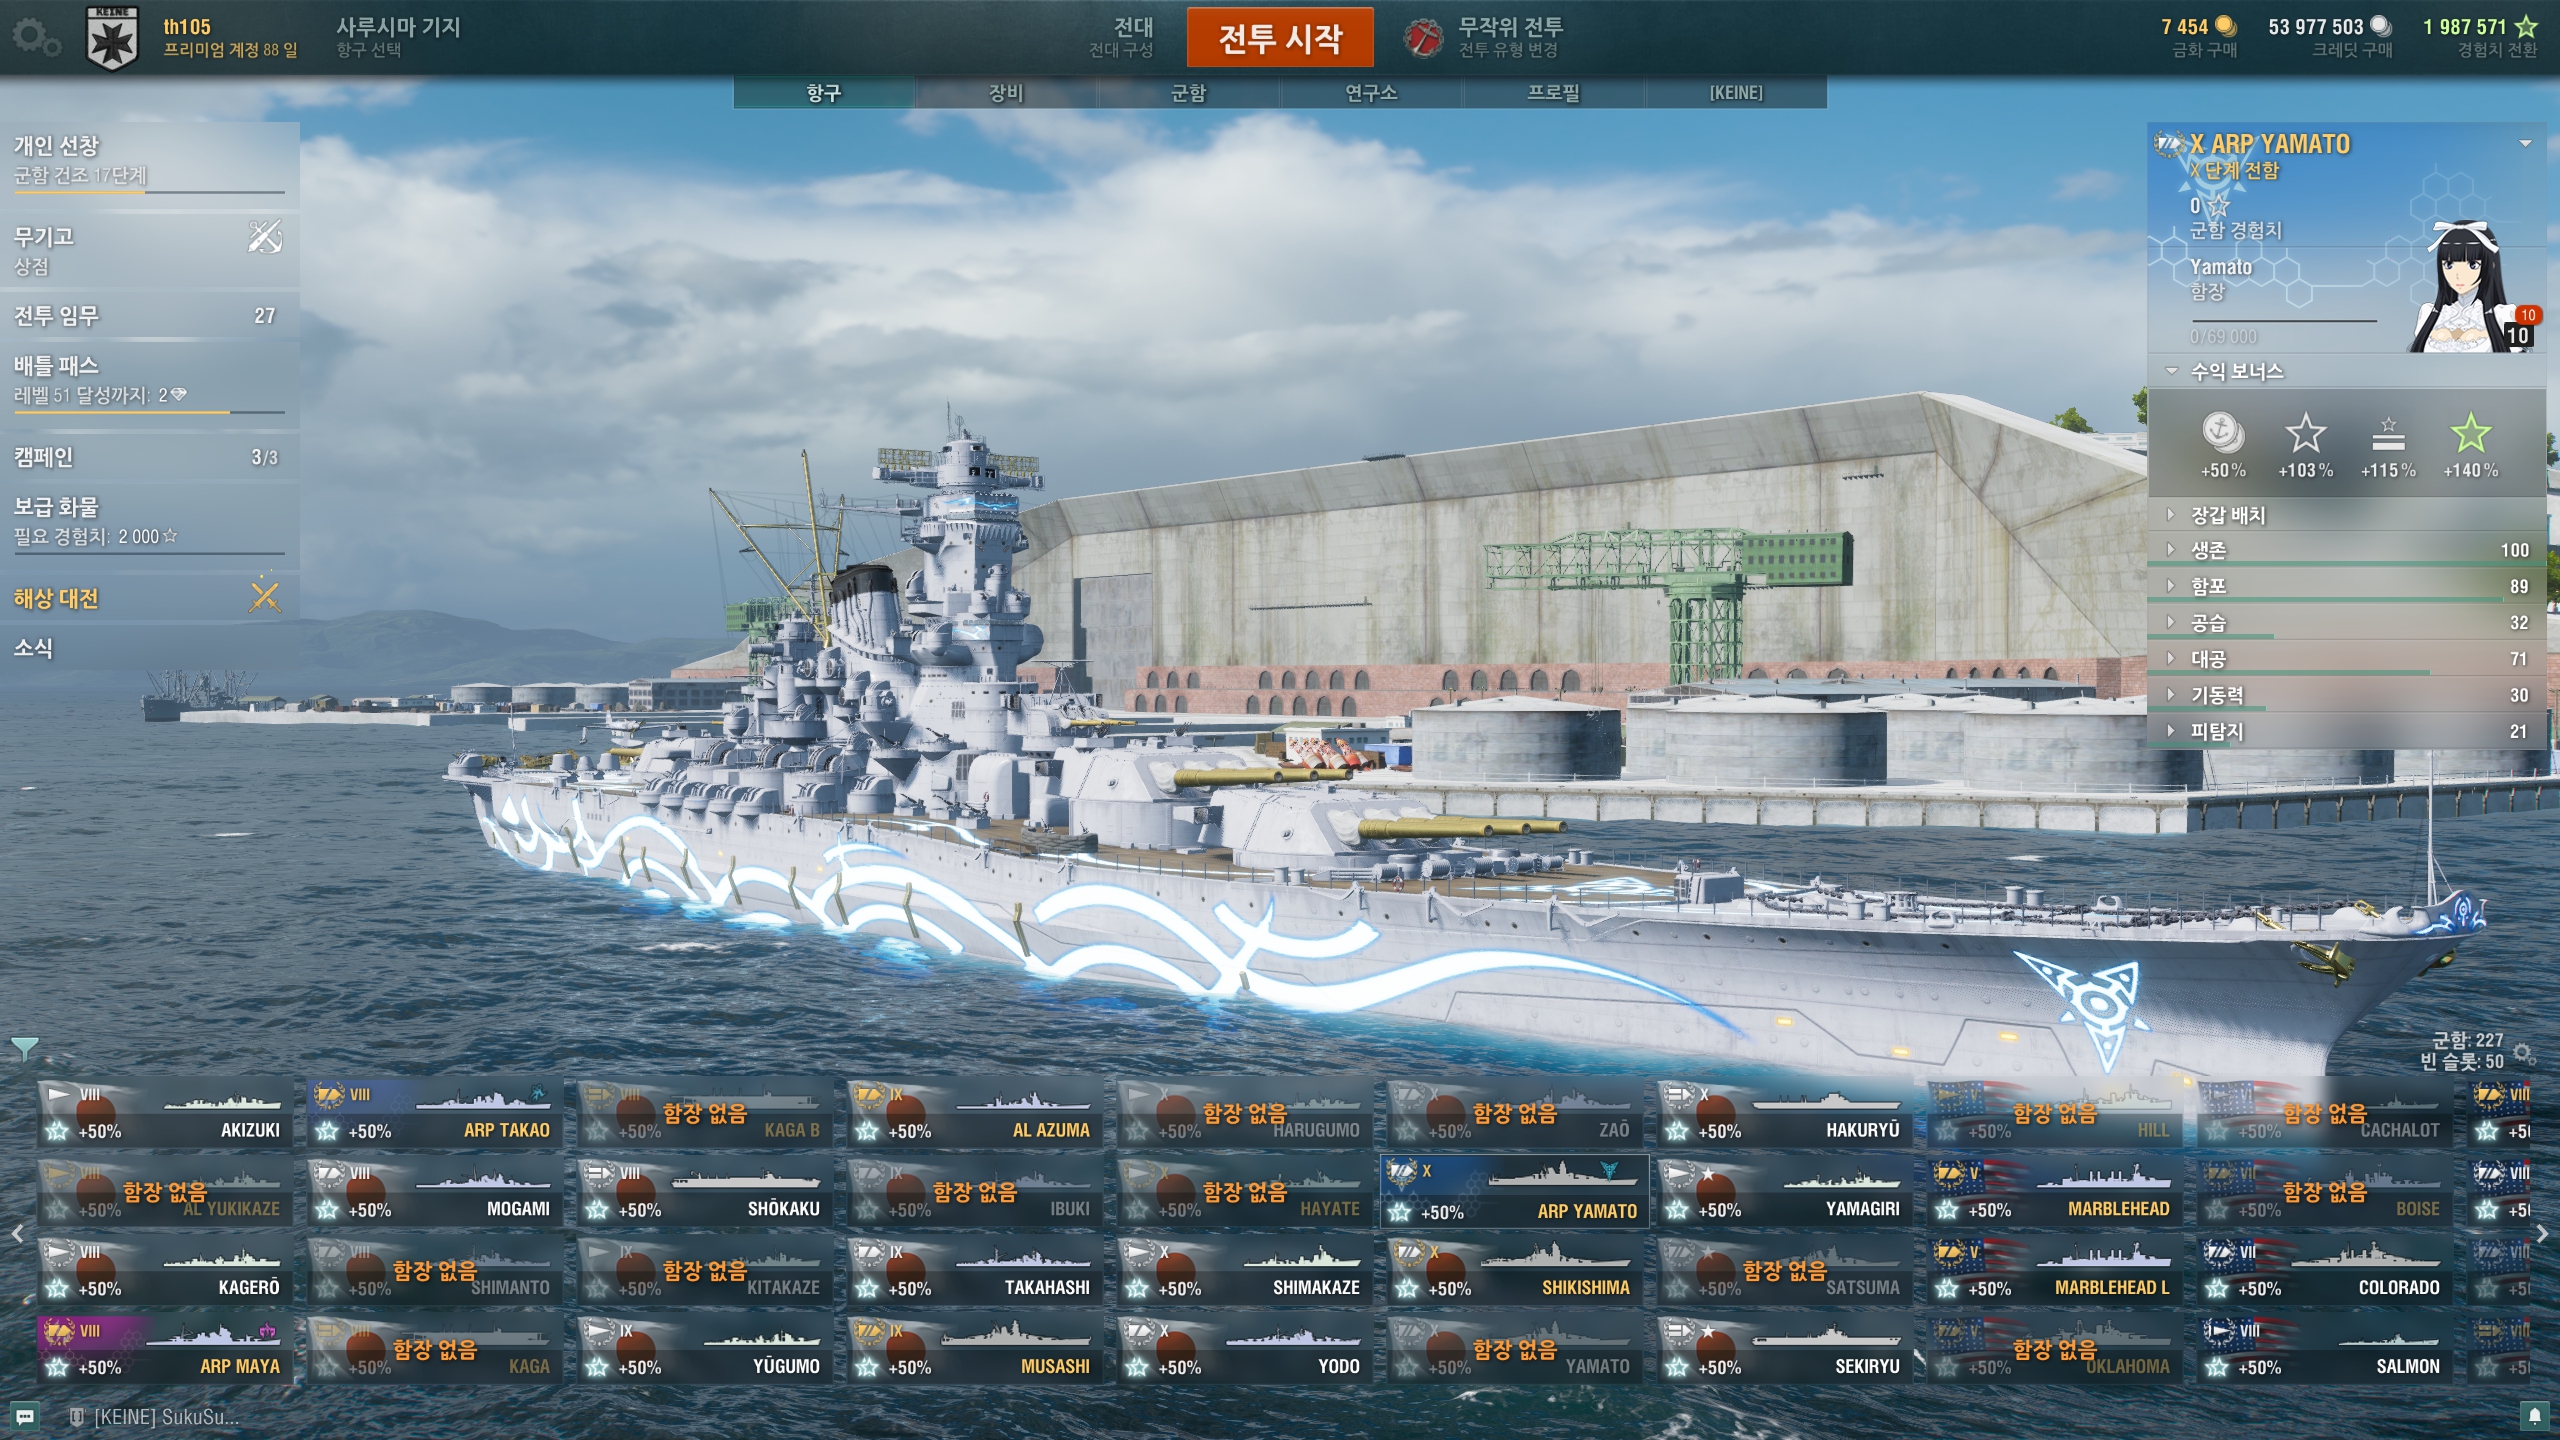 KEINE
th105
프리미엄 계정 88 일
사루시마 기지
항구 선택
전대
전대 구성
전투 시작
무작위 전투
전투 유형 변경
7 454
금화 구매
53 977 503
크레딧 구매
1 987 571
경험치 전환
항구
장비
군함
연구소
프로필
[KEINE]
개인 선창
군함 건조 17단계
무기고
상점
전투 임무
27
배틀 패스
레벨 51 달성까지: 2
캠페인
3/3
보급 화물
필요 경험치: 2 000
해상 대전
소식
X ARP YAMATO
X 단계 전함
0
군함 경험치
Yamato
함장
0/69 000
10
10
수익 보너스
+50% +103% +115% +140%
장갑 배치
생존 100
함포 89
공습 32
대공 71
기동력 30
피탐지 21
군함: 227
빈 슬롯: 50
VIII +50% AKIZUKI
VIII +50% ARP TAKAO
VIII +50% 함장 없음 KAGA B
IX +50% AL AZUMA
X +50% 함장 없음 HARUGUMO
X +50% 함장 없음 ZAŌ
X +50% HAKURYŪ
V +50% 함장 없음 HILL
VI +50% 함장 없음 CACHALOT
VIII
VIII +50% 함장 없음 AL YUKIKAZE
VIII +50% MOGAMI
VIII +50% SHŌKAKU
IX +50% 함장 없음 IBUKI
X +50% 함장 없음 HAYATE
X +50% ARP YAMATO
+50% YAMAGIRI
V +50% MARBLEHEAD
+50% 함장 없음 BOISE
VIII
VIII +50% KAGERŌ
VIII +50% 함장 없음 SHIMANTO
IX +50% 함장 없음 KITAKAZE
IX +50% TAKAHASHI
X +50% SHIMAKAZE
X +50% SHIKISHIMA
+50% 함장 없음 SATSUMA
V +50% MARBLEHEAD L
VII +50% COLORADO
VIII +50% ARP MAYA
VIII +50% 함장 없음 KAGA
IX +50% YŪGUMO
IX +50% MUSASHI
X +50% YODO
X +50% 함장 없음 YAMATO
+50% SEKIRYU
V +50% 함장 없음 OKLAHOMA
VIII +50% SALMON
[KEINE] SukuSu...